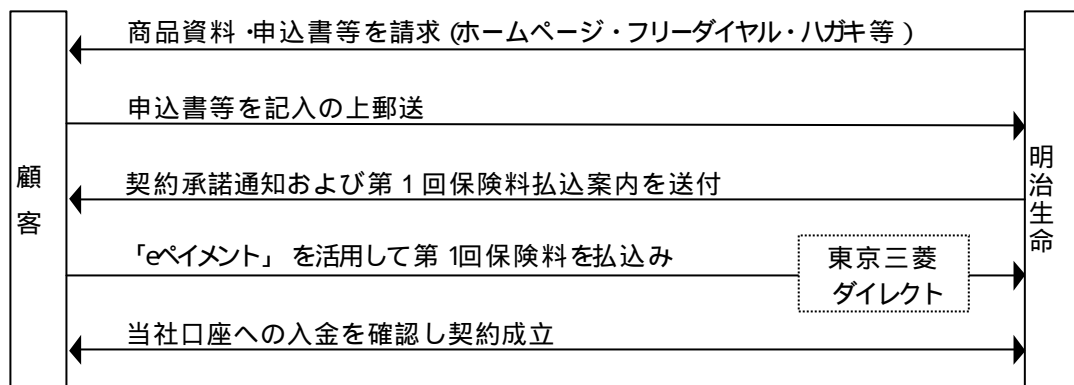 商品資料・申込書等を請求(ホームページ・フリーダイヤル・ハガキ等)
申込書等を記入の上郵送
顧客
契約承諾通知および第1回保険料払込案内を送付
明治生命
「eペイメント」を活用して第1回保険料を払込み
東京三菱
ダイレクト
当社口座への入金を確認し契約成立